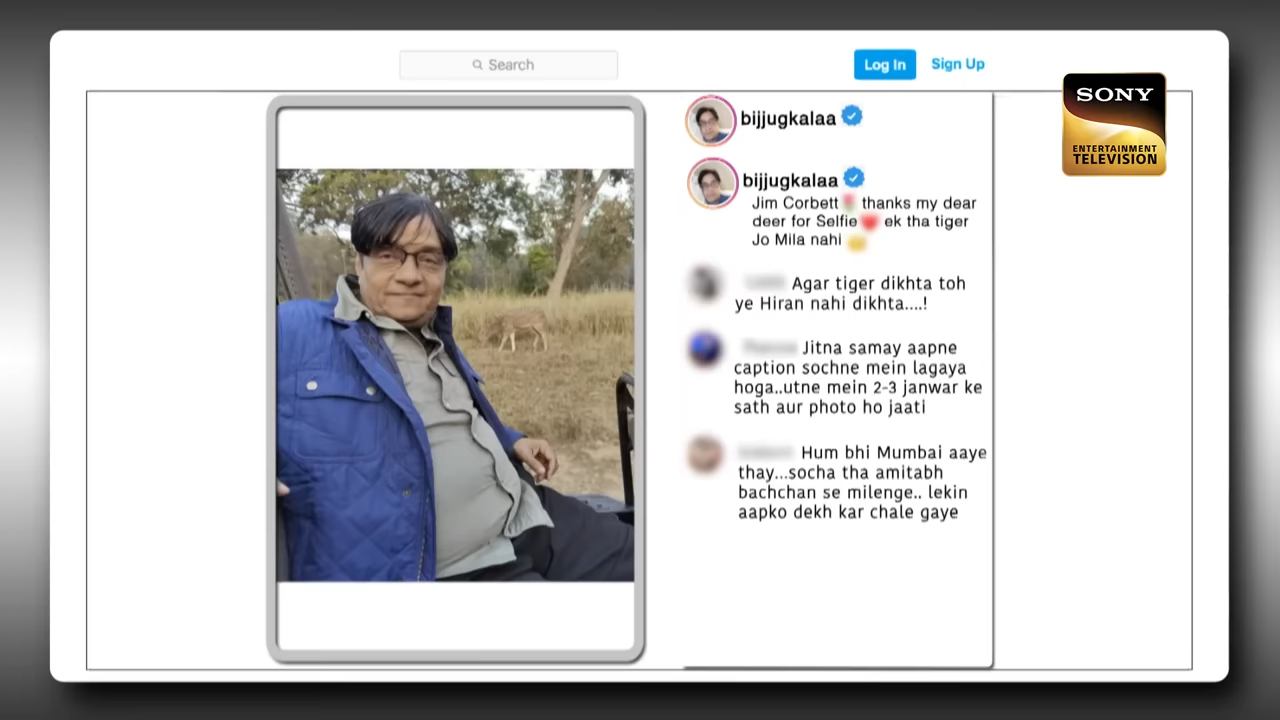 Search
Log In
Sign Up
SONY
ENTERTAINMENT
TELEVISION
bijjugkalaa
bijjugkalaa
Jim Corbett 🌷 thanks my dear
deer for Selfie ❤️ ek tha tiger
Jo Mila nahi
Agar tiger dikhta toh
ye Hiran nahi dikhta....!
Jitna samay aapne
caption sochne mein lagaya
hoga..utne mein 2-3 janwar ke
sath aur photo ho jaati
Hum bhi Mumbai aaye
thay...socha tha amitabh
bachchan se milenge.. lekin
aapko dekh kar chale gaye